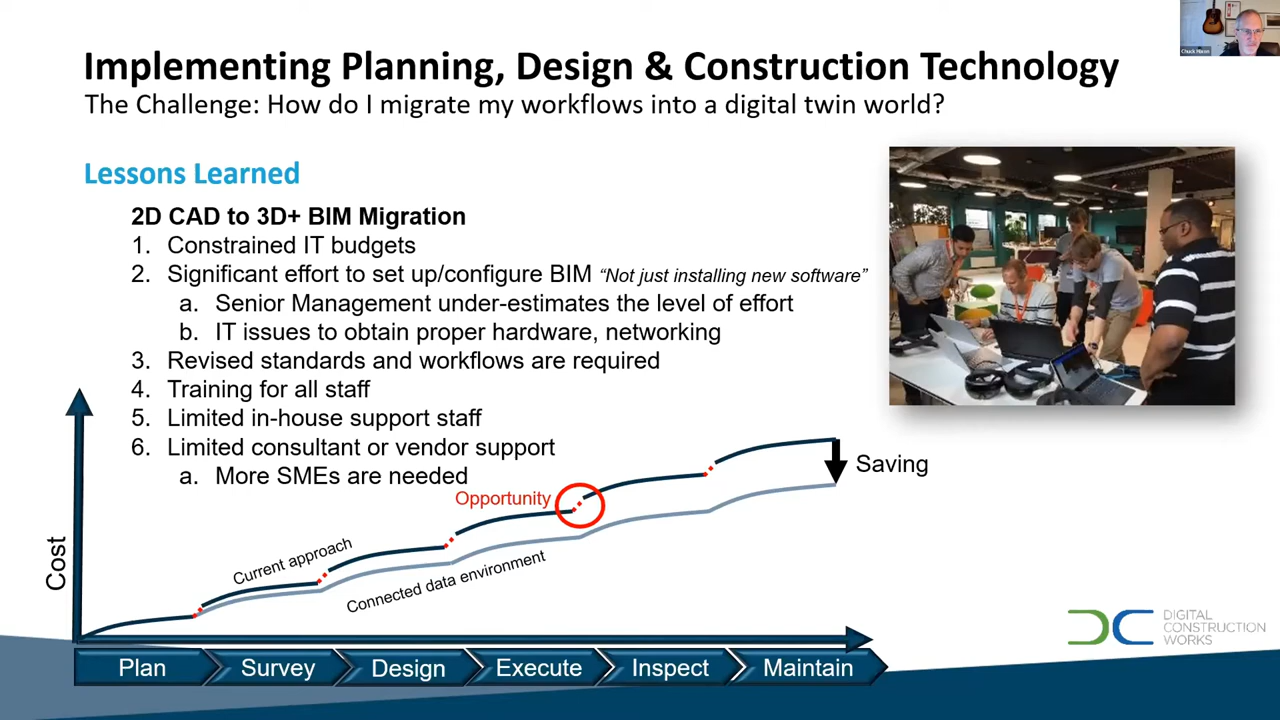 Implementing Planning, Design & Construction Technology
The Challenge: How do I migrate my workflows into a digital twin world?
Lessons Learned
2D CAD to 3D+ BIM Migration
1. Constrained IT budgets
2. Significant effort to set up/configure BIM “Not just installing new software”
a. Senior Management under-estimates the level of effort
b. IT issues to obtain proper hardware, networking
3. Revised standards and workflows are required
4. Training for all staff
5. Limited in-house support staff
6. Limited consultant or vendor support
a. More SMEs are needed
Opportunity
Saving
Current approach
Connected data environment
Cost
Plan
Survey
Design
Execute
Inspect
Maintain
DC DIGITAL
CONSTRUCTION
WORKS